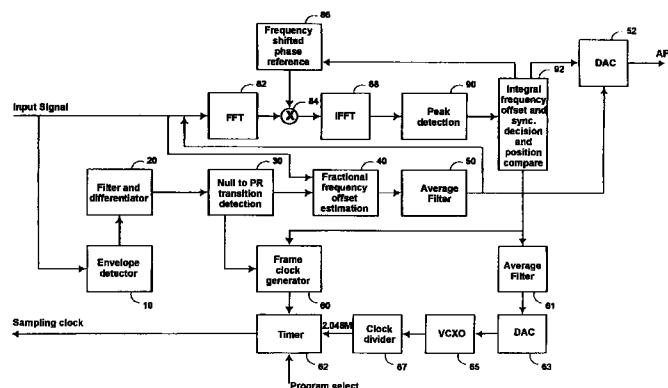 86
Frequency
shifted
phase
reference
52
DAC
92
Input Signal
82
FFT
84
X
88
IFFT
90
Peak
detection
Integral
frequency
offset and
sync.
decision
and
position
compare
20
Filter and
differentiator
30
Null to PR
transition
detection
40
Fractional
frequency
offset
estimation
50
Average
Filter
Envelope
detector
10
Frame
clock
generator
60
Average
Filter
61
Sampling clock
Timer
62
2.048M
Clock
divider
67
VCXO
65
DAC
63
Program select